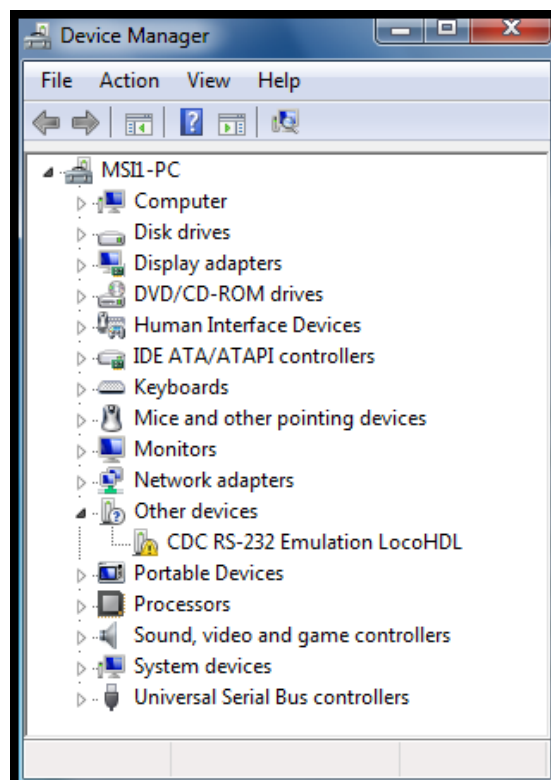 Device Manager
File Action View Help
MSI1-PC
Computer
Disk drives
Display adapters
DVD/CD-ROM drives
Human Interface Devices
IDE ATA/ATAPI controllers
Keyboards
Mice and other pointing devices
Monitors
Network adapters
Other devices
CDC RS-232 Emulation LocoHDL
Portable Devices
Processors
Sound, video and game controllers
System devices
Universal Serial Bus controllers